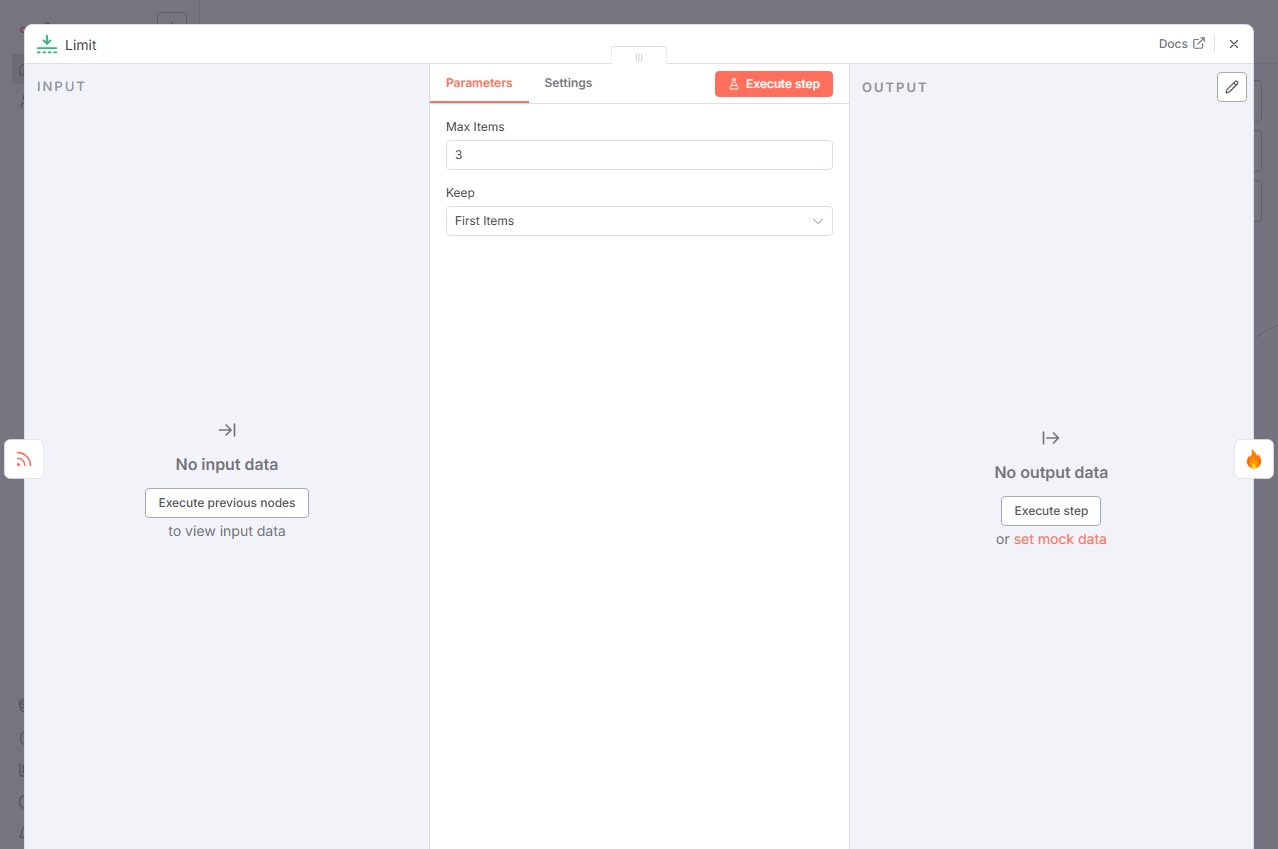 Limit
Docs
INPUT
Parameters
Settings
Execute step
OUTPUT
Max Items
3
Keep
First Items
No input data
Execute previous nodes
to view input data
No output data
Execute step
or set mock data